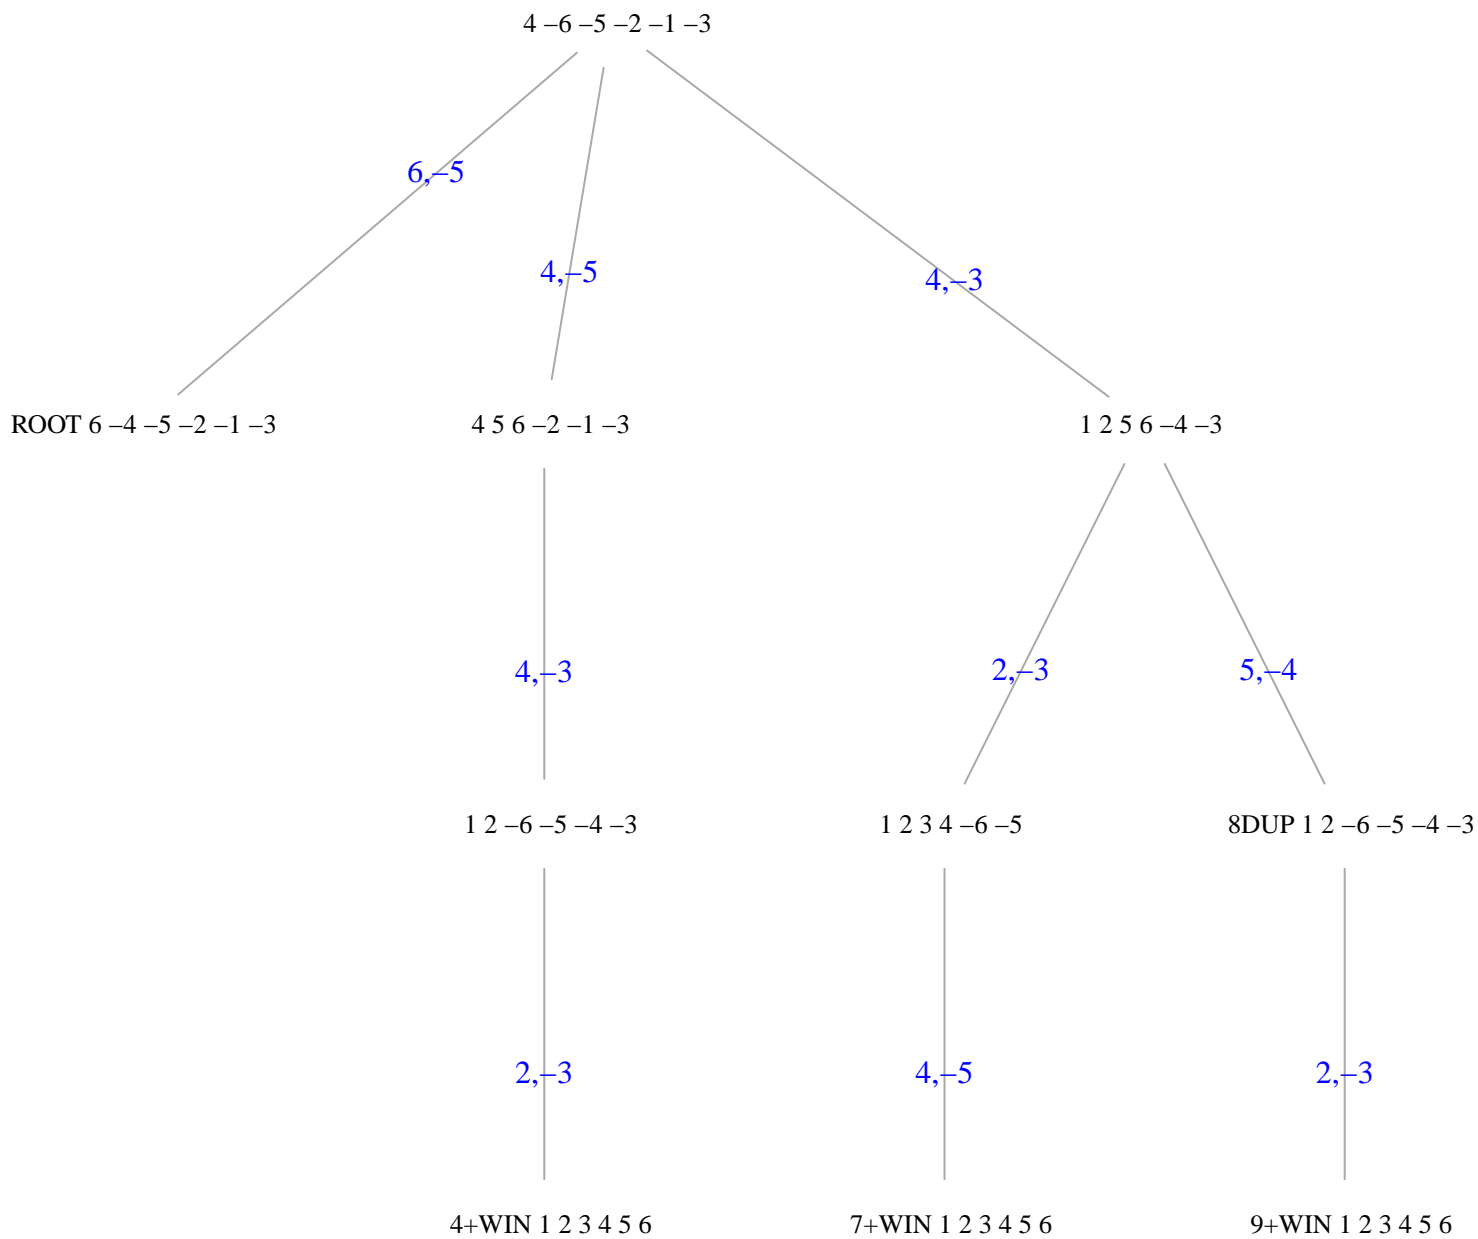 4 –6 –5 –2 –1 –3
6,–5
4,–5
4,–3
ROOT 6 –4 –5 –2 –1 –3
4 5 6 –2 –1 –3
1 2 5 6 –4 –3
4,–3
2,–3
5,–4
1 2 –6 –5 –4 –3
1 2 3 4 –6 –5
8DUP 1 2 –6 –5 –4 –3
2,–3
4,–5
2,–3
4+WIN 1 2 3 4 5 6
7+WIN 1 2 3 4 5 6
9+WIN 1 2 3 4 5 6